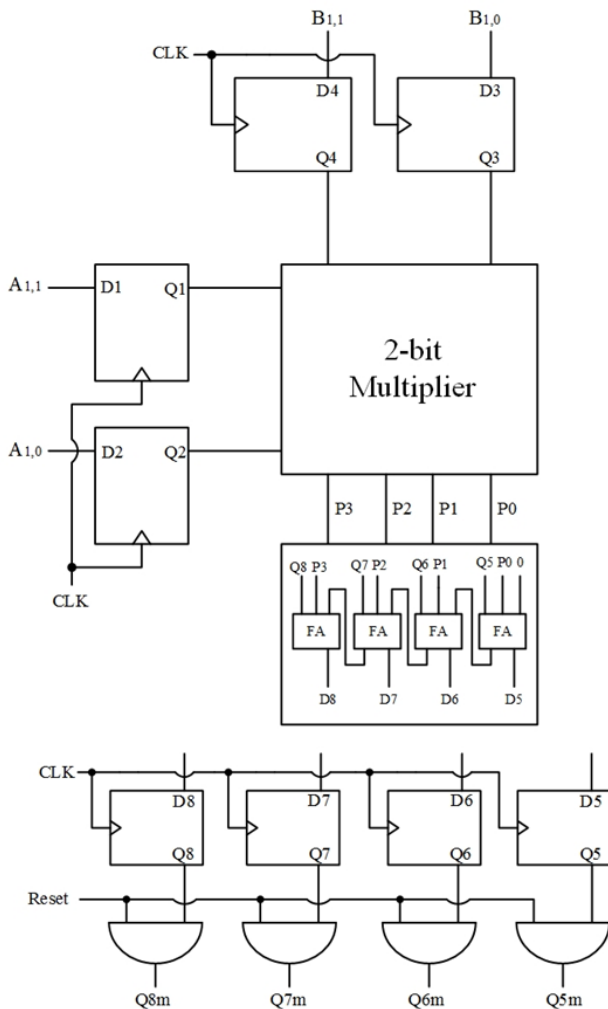 B1,1 B1,0
CLK
D4 D3
Q4 Q3
A1,1 D1 Q1
2-bit
Multiplier
A1,0 D2 Q2
P3 P2 P1 P0
CLK
Q8 P3 Q7 P2 Q6 P1 Q5 P0 0
FA FA FA FA
D8 D7 D6 D5
CLK
D8 D7 D6 D5
Q8 Q7 Q6 Q5
Reset
Q8m Q7m Q6m Q5m